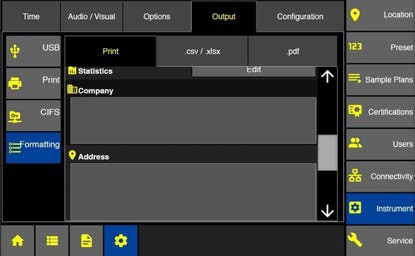 Time
Audio / Visual
Options
Output
Configuration
Print
.csv / .xlsx
.pdf
USB
Print
CIFS
Formatting
Statistics
Edit
Company
Address
Location
123
Preset
Sample Plans
Certifications
Users
Connectivity
Instrument
Service